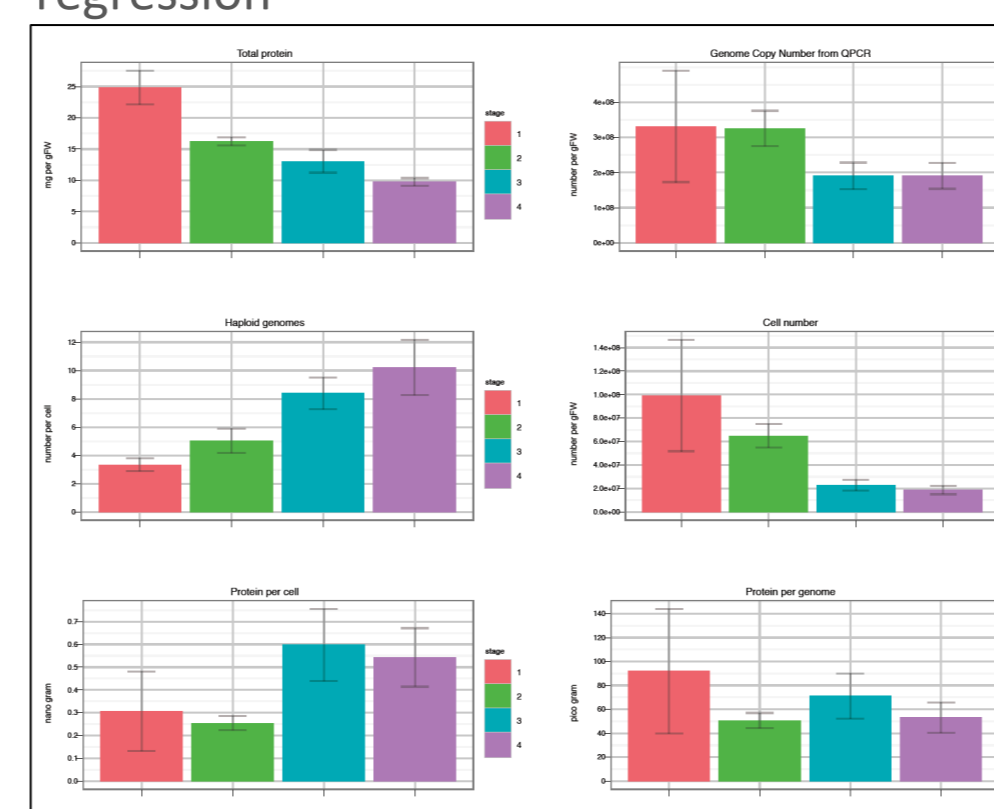 regression
Total protein
mg per gFW
25
20
15
10
5
0
stage
1
2
3
4
Genome Copy Number from QPCR
number per gFW
4e+08
3e+08
2e+08
1e+08
0e+00
Haploid genomes
number per cell
12
10
8
6
4
2
0
stage
1
2
3
4
Cell number
number per gFW
1.4e+08
1.2e+08
1.0e+08
8.0e+07
6.0e+07
4.0e+07
2.0e+07
0.0e+00
Protein per cell
nano gram
0.7
0.6
0.5
0.4
0.3
0.2
0.1
0.0
stage
1
2
3
4
Protein per genome
pico gram
140
120
100
80
60
40
20
0